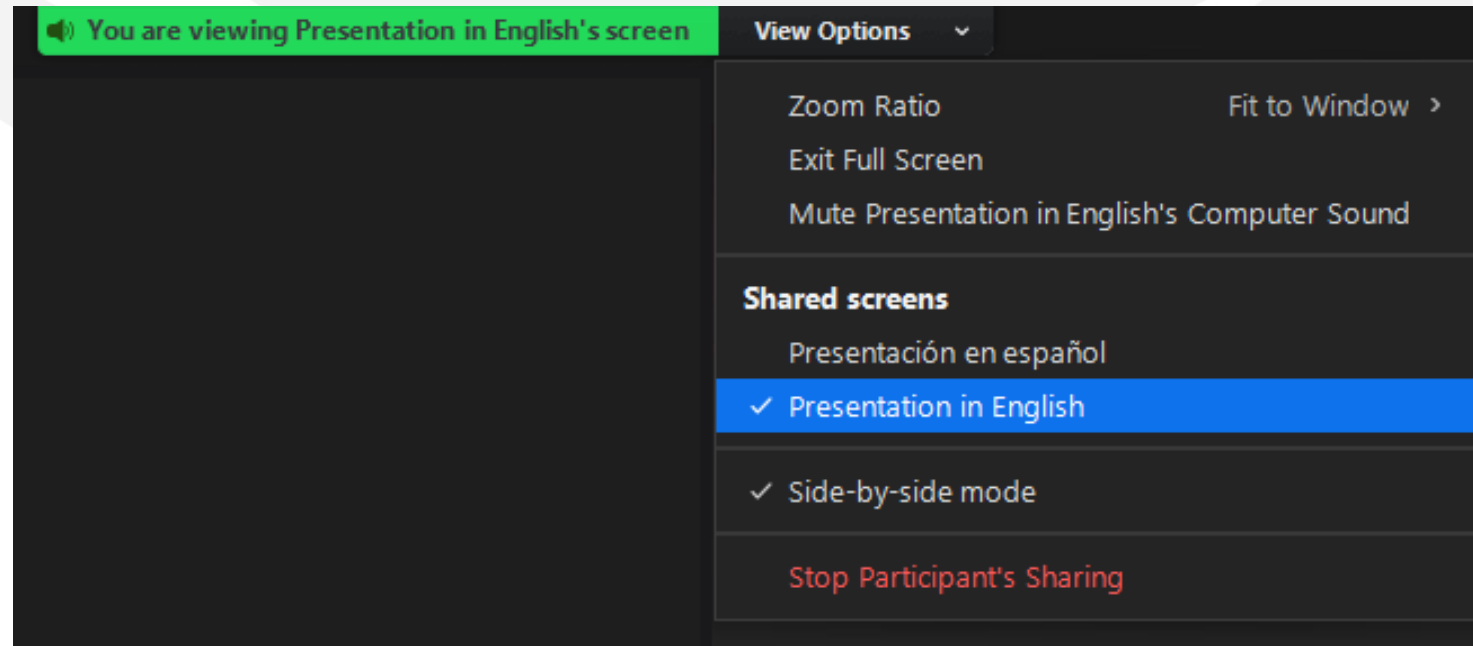 You are viewing Presentation in English's screen View Options
Zoom Ratio Fit to Window
Exit Full Screen
Mute Presentation in English's Computer Sound
Shared screens
Presentación en español
Presentation in English
Side-by-side mode
Stop Participant's Sharing